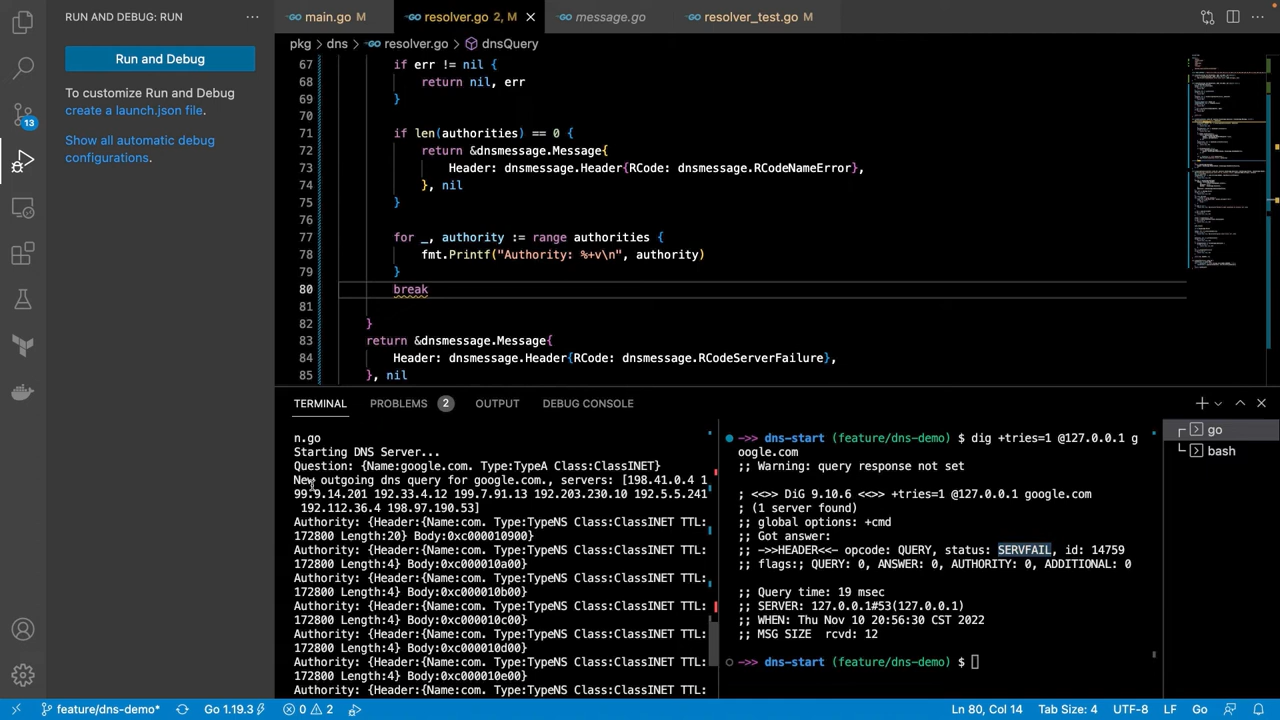 RUN AND DEBUG: RUN
main.go M
resolver.go 2, M
message.go
resolver_test.go M
Run and Debug
To customize Run and Debug
create a launch.json file.
Show all automatic debug
configurations.
13
pkg > dns > resolver.go > dnsQuery
67 if err != nil {
68 return nil, err
69 }
70
71 if len(authorities) == 0 {
72 return &dnsmessage.Message{
73 Header: dnsmessage.Header{RCode: dnsmessage.RCodeNameError},
74 }, nil
75 }
76
77 for _, authority := range authorities {
78 fmt.Printf("Authority: %+v\n", authority)
79 }
80 break
81
82 }
83 return &dnsmessage.Message{
84 Header: dnsmessage.Header{RCode: dnsmessage.RCodeServerFailure},
85 }, nil
TERMINAL PROBLEMS 2 OUTPUT DEBUG CONSOLE
n.go
Starting DNS Server...
Question: {Name:google.com. Type:TypeA Class:ClassINET}
New outgoing dns query for google.com., servers: [198.41.0.4 1
99.9.14.201 192.33.4.12 199.7.91.13 192.203.230.10 192.5.5.241
192.112.36.4 198.97.190.53]
Authority: {Header:{Name:com. Type:TypeNS Class:ClassINET TTL:
172800 Length:20} Body:0xc000010900}
Authority: {Header:{Name:com. Type:TypeNS Class:ClassINET TTL:
172800 Length:4} Body:0xc000010a00}
Authority: {Header:{Name:com. Type:TypeNS Class:ClassINET TTL:
172800 Length:4} Body:0xc000010b00}
Authority: {Header:{Name:com. Type:TypeNS Class:ClassINET TTL:
172800 Length:4} Body:0xc000010c00}
Authority: {Header:{Name:com. Type:TypeNS Class:ClassINET TTL:
172800 Length:4} Body:0xc000010d00}
Authority: {Header:{Name:com. Type:TypeNS Class:ClassINET TTL:
172800 Length:4} Body:0xc000010e00}
Authority: {Header:{Name:com. Type:TypeNS Class:ClassINET TTL:
->> dns-start (feature/dns-demo) $ dig +tries=1 @127.0.0.1 g
oogle.com
;; Warning: query response not set
; <<>> DiG 9.10.6 <<>> +tries=1 @127.0.0.1 google.com
; (1 server found)
;; global options: +cmd
;; Got answer:
;; ->>HEADER<<- opcode: QUERY, status: SERVFAIL, id: 14759
;; flags:; QUERY: 0, ANSWER: 0, AUTHORITY: 0, ADDITIONAL: 0
;; Query time: 19 msec
;; SERVER: 127.0.0.1#53(127.0.0.1)
;; WHEN: Thu Nov 10 20:56:30 CST 2022
;; MSG SIZE rcvd: 12
->> dns-start (feature/dns-demo) $
go
bash
feature/dns-demo* Go 1.19.3 0 2 Ln 80, Col 14 Tab Size: 4 UTF-8 LF Go